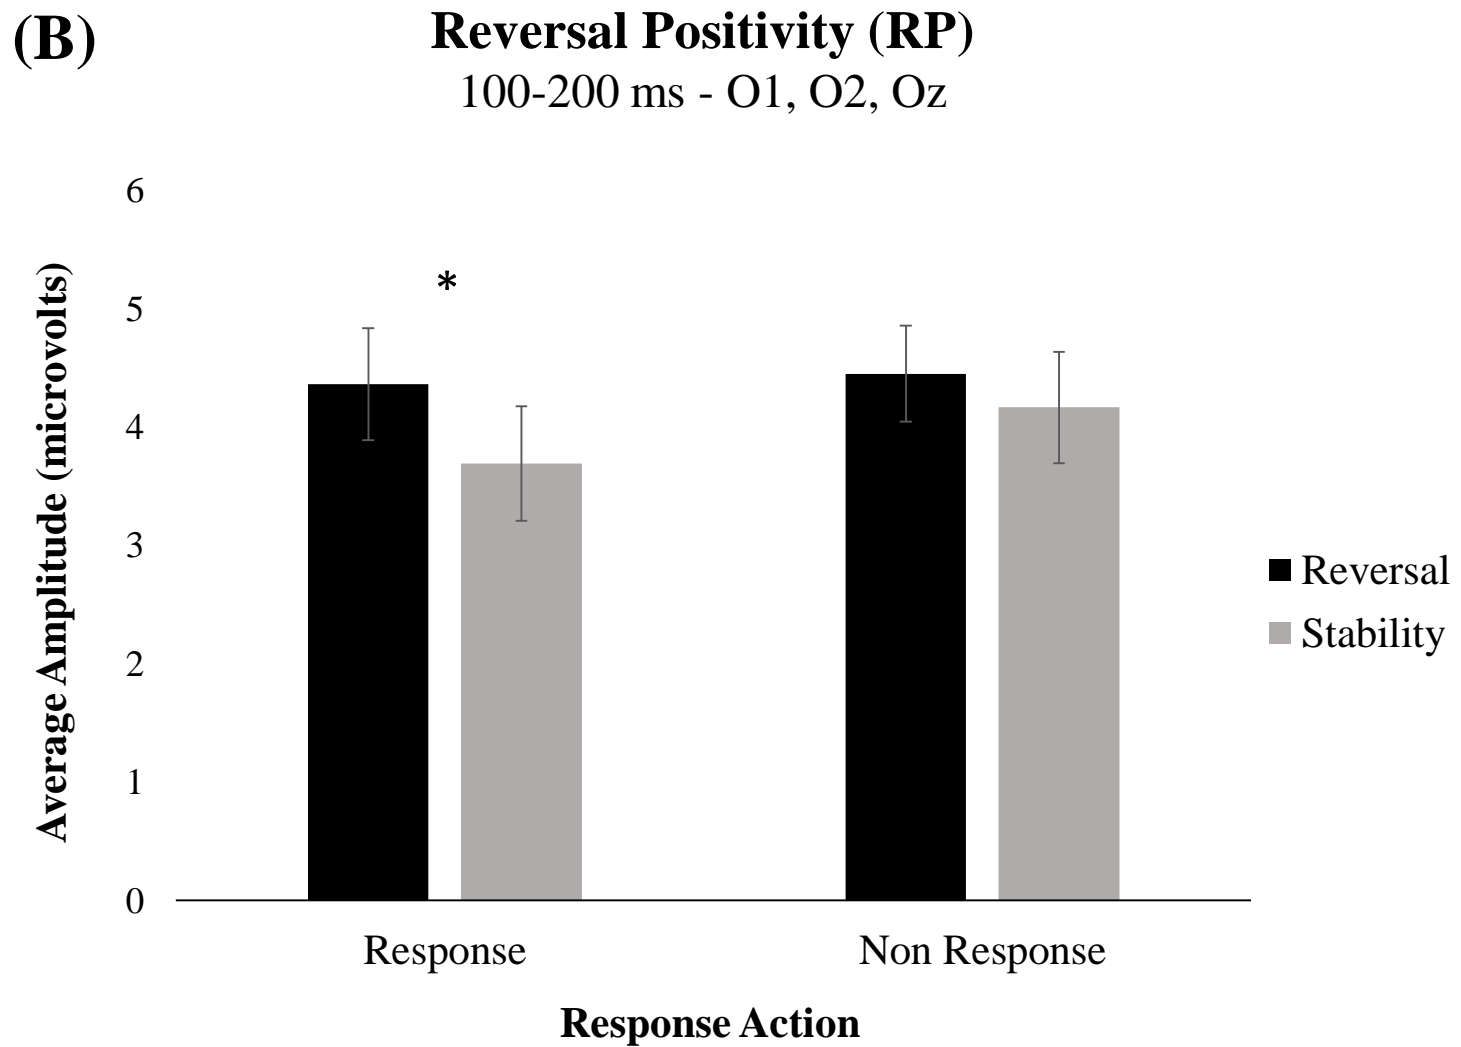 (B)
Reversal Positivity (RP)
100-200 ms - O1, O2, Oz
Average Amplitude (microvolts)
6
5
4
3
2
1
0
*
Response
Non Response
Response Action
Reversal
Stability